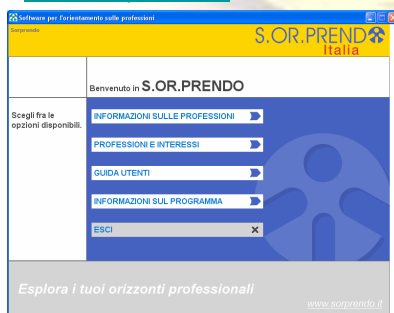 Software per l'orientamento sulle professioni
Sorprendo
S.OR.PREND
Italia
Benvenuto in S.OR.PRENDO
Scegli fra le
opzioni disponibili.
INFORMAZIONI SULLE PROFESSIONI
PROFESSIONI E INTERESSI
GUIDA UTENTI
INFORMAZIONI SUL PROGRAMMA
ESCI
Esplora i tuoi orizzonti professionali
www.sorprendo.it